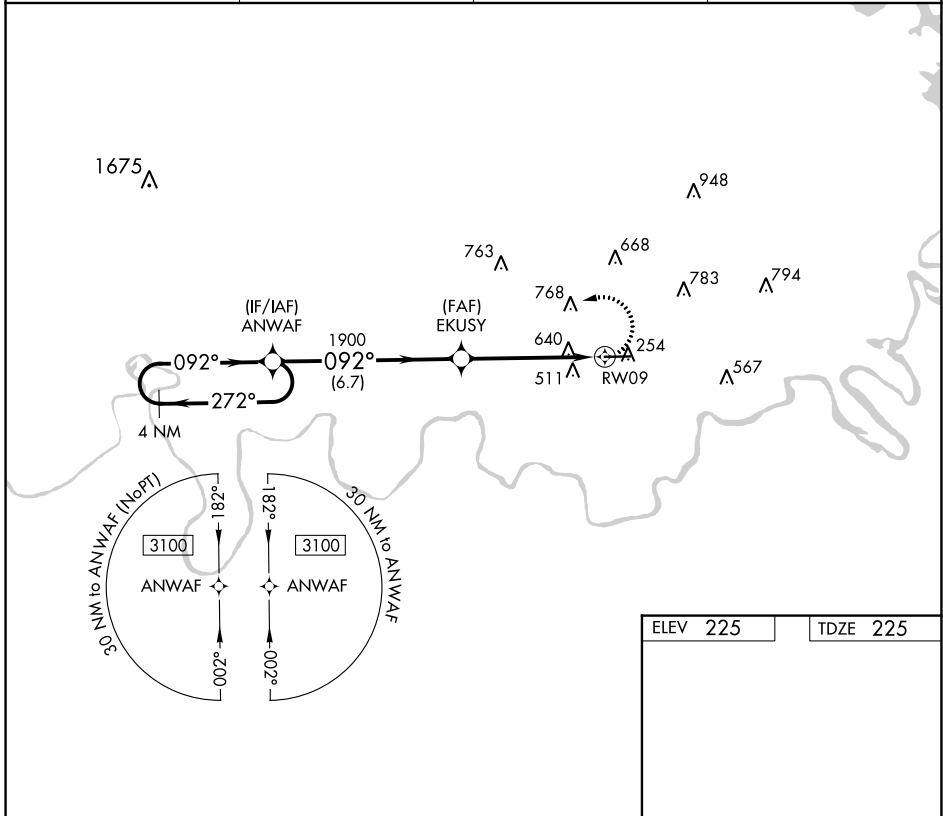 1675
948
763
668
783
794
768
(IF/IAF)
ANWAF
(FAF)
EKUSY
1900
092°
092°
(6.7)
640
254
511
RW09
567
272°
4 NM
30 NM to ANWAF (NoPT)
182°
3100
ANWAF
002°
182°
30 NM to ANWAF
3100
ANWAF
002°
ELEV 225
TDZE 225